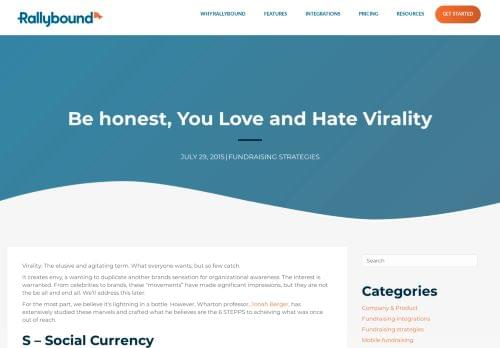 Rallybound
WHY RALLYBOUND FEATURES INTEGRATIONS PRICING RESOURCES GET STARTED
Be honest, You Love and Hate Virality
JULY 29, 2015 | FUNDRAISING STRATEGIES
Virality: The elusive and agitating term. What everyone wants, but so few catch.
It creates envy, a wanting to duplicate another brands sensation for organizational awareness. The interest is
warranted. From celebrities to brands, these “movements” have made significant impressions, but they are not
the be all and end all. We’ll address this later.
For the most part, we believe it’s lightning in a bottle. However, Wharton professor, Jonah Berger, has
extensively studied these marvels and crafted what he believes are the 6 STEPPS to achieving what was once
out of reach.
S – Social Currency
Search
Categories
Company & Product
Fundraising integrations
Fundraising strategies
Mobile fundraising